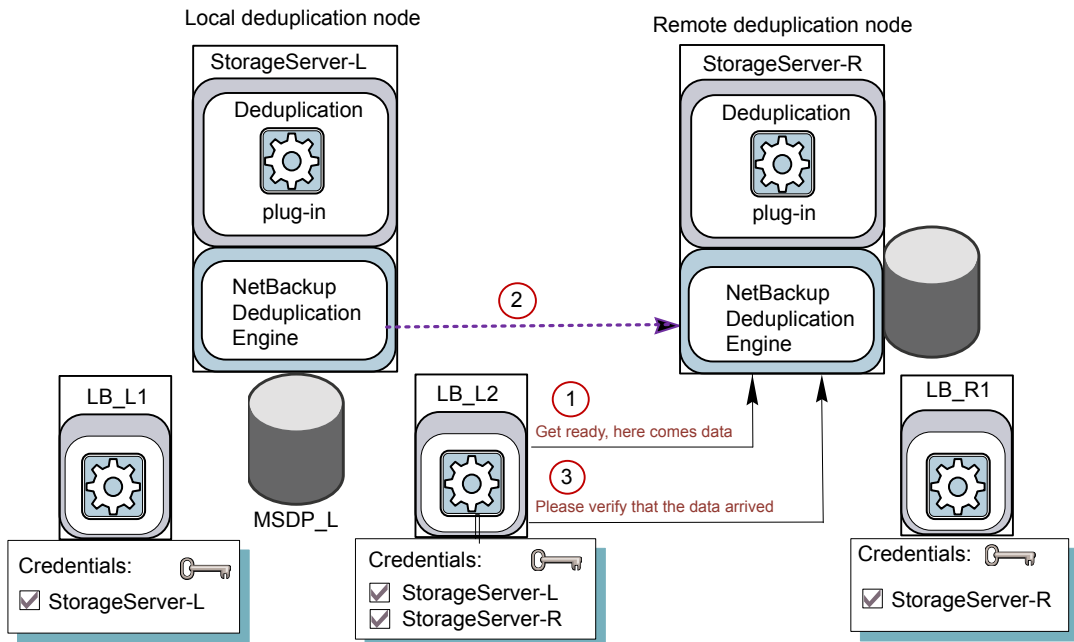 Local deduplication node
Remote deduplication node
StorageServer-L
StorageServer-R
Deduplication
plug-in
Deduplication
plug-in
NetBackup
Deduplication
Engine
2
NetBackup
Deduplication
Engine
LB_L1
MSDP_L
LB_L2
1
Get ready, here comes data
3
Please verify that the data arrived
LB_R1
Credentials:
StorageServer-L
Credentials:
StorageServer-L
StorageServer-R
Credentials:
StorageServer-R